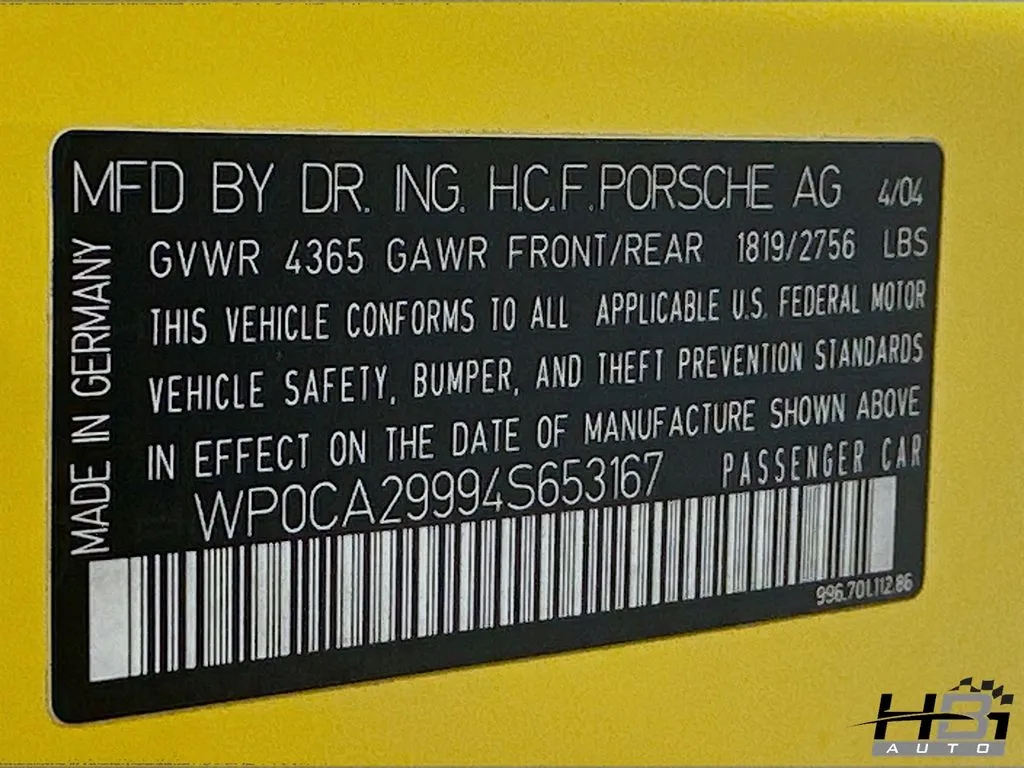 MFD BY DR. ING. H.C.F. PORSCHE AG 4/04
GVWR 4365 GAWR FRONT/REAR 1819/2756 LBS
THIS VEHICLE CONFORMS TO ALL APPLICABLE U.S. FEDERAL MOTOR
VEHICLE SAFETY, BUMPER, AND THEFT PREVENTION STANDARDS
IN EFFECT ON THE DATE OF MANUFACTURE SHOWN ABOVE
WP0CA29994S653167 PASSENGER CAR
996.701.112.86
MADE IN GERMANY
HBI
AUTO